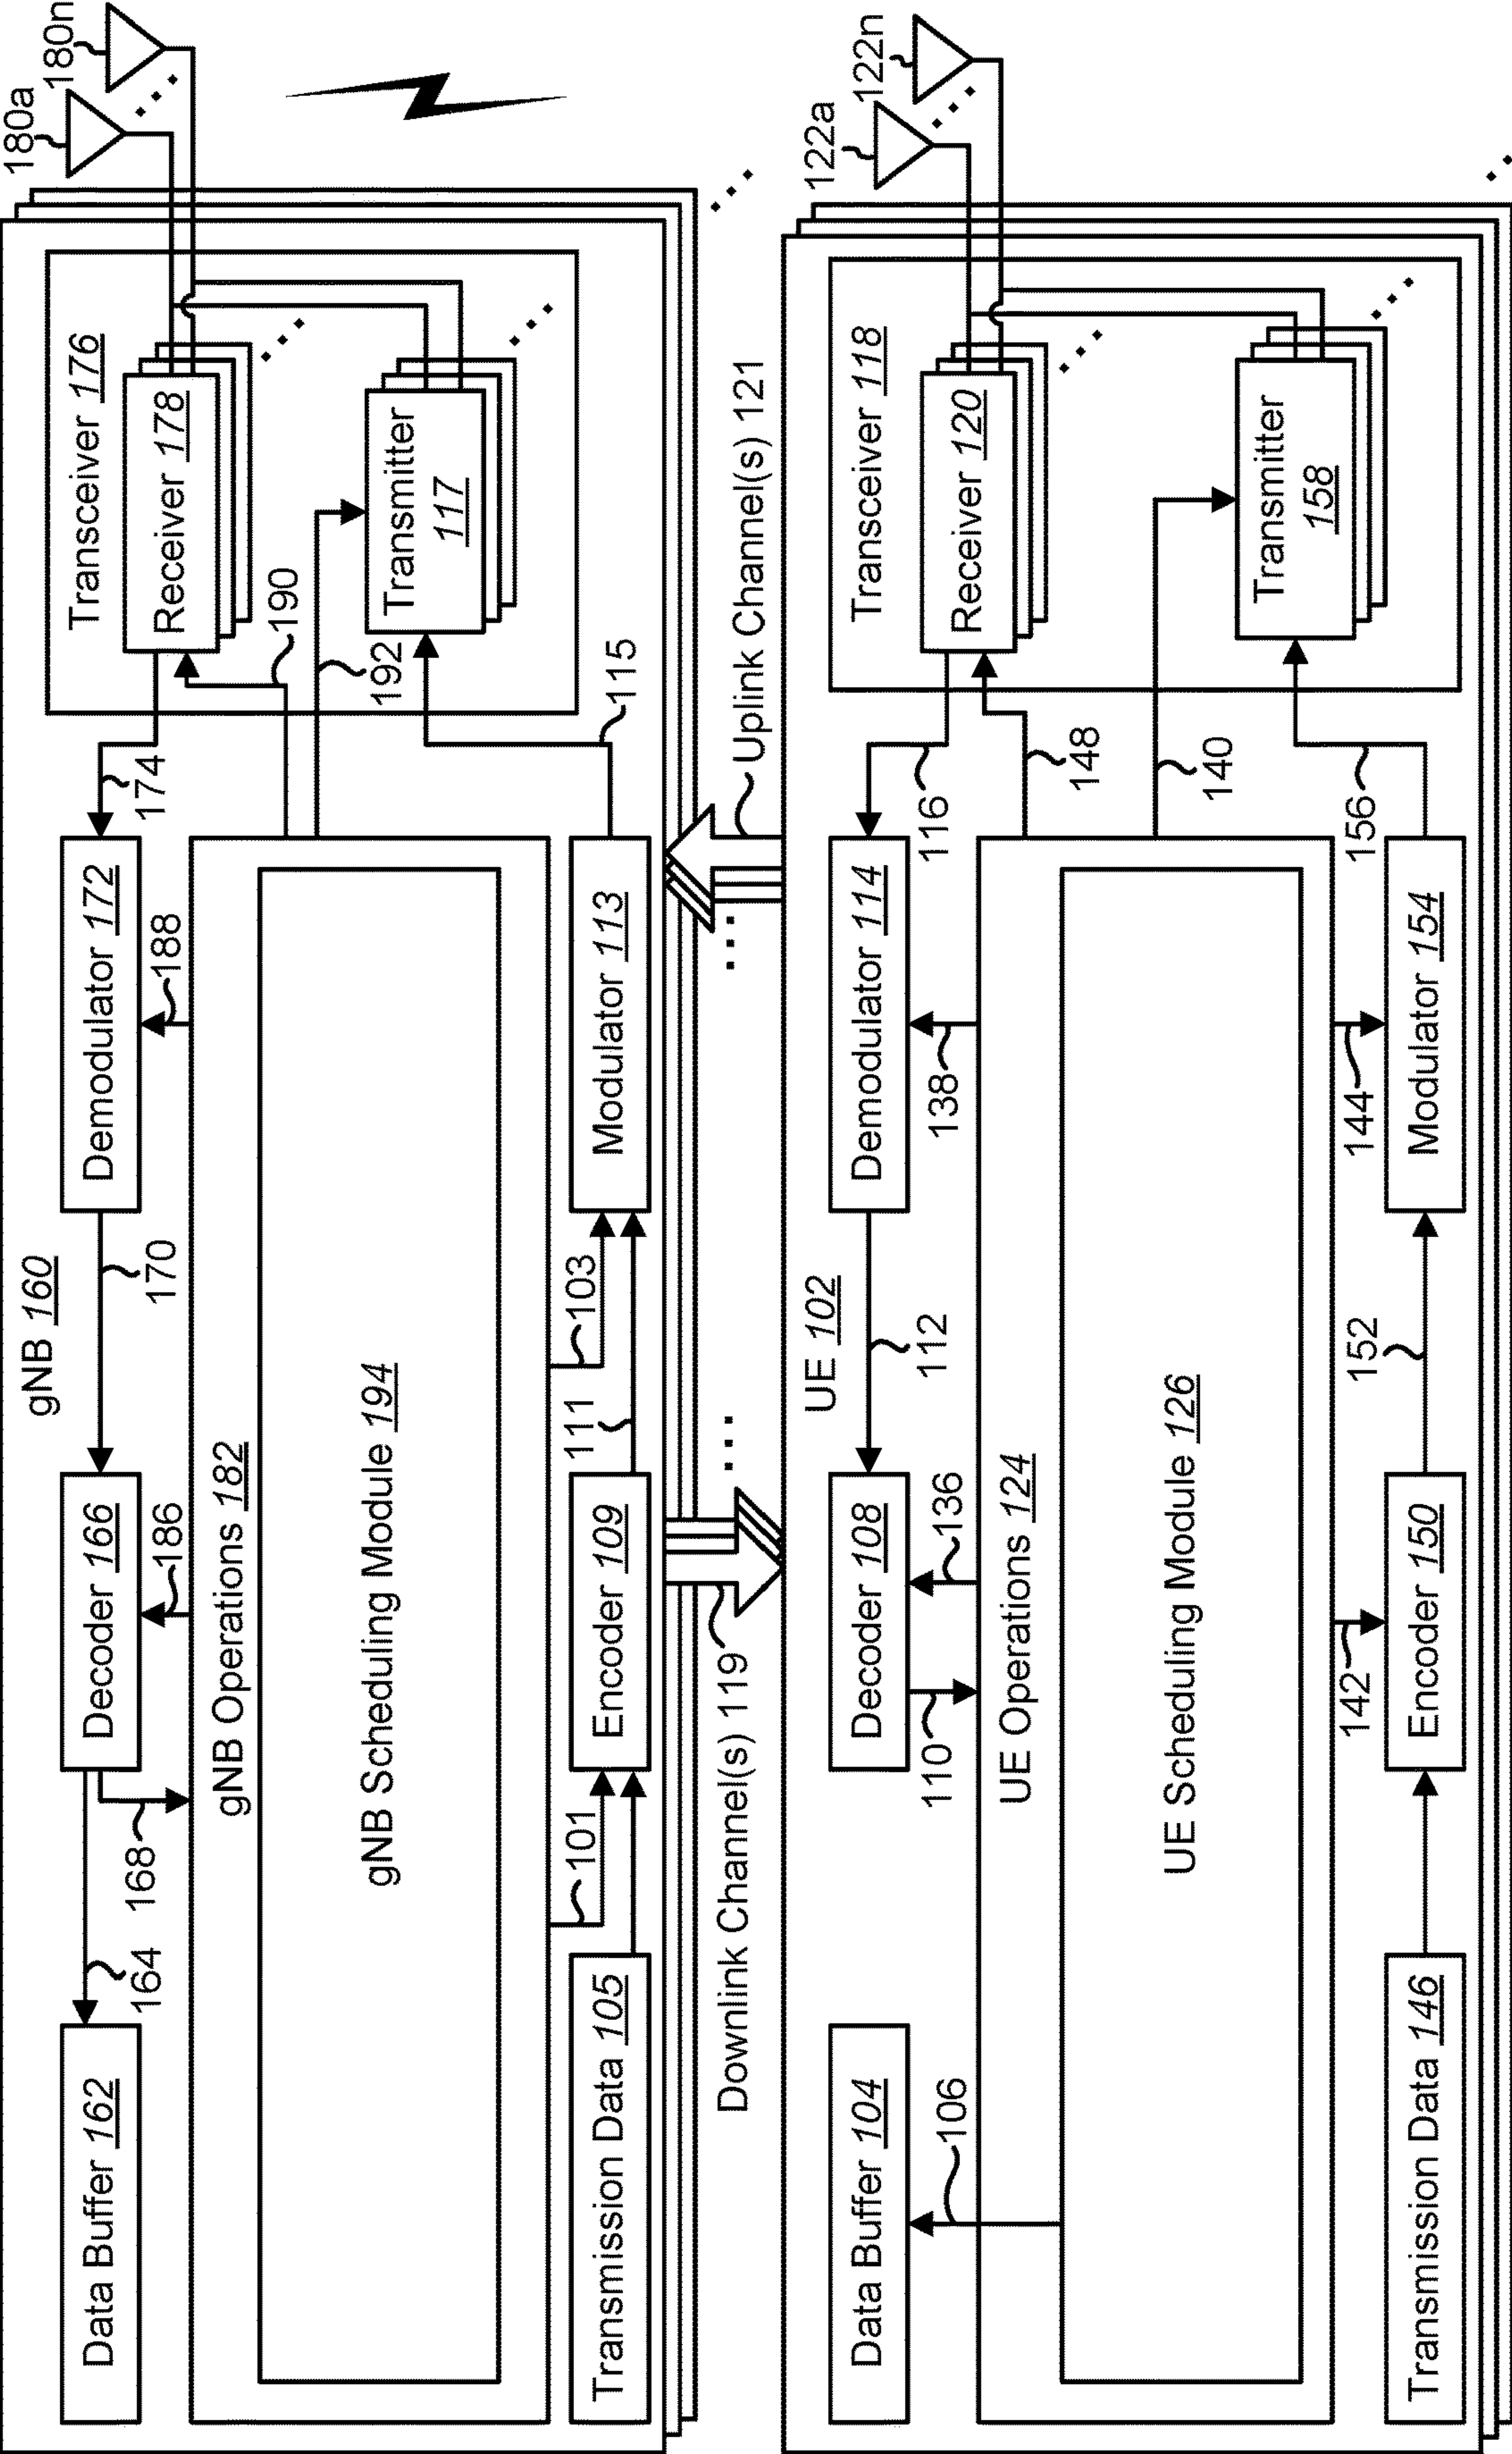 gNB 160
180a
180n
Data Buffer 162
164
Decoder 166
168
186
170
Demodulator 172
188
174
Transceiver 176
Receiver 178
190
192
Transmitter
117
gNB Operations 182
gNB Scheduling Module 194
101
103
115
Transmission Data 105
Encoder 109
111
Modulator 113
Downlink Channel(s) 119
Uplink Channel(s) 121
UE 102
122a
122n
Data Buffer 104
106
Decoder 108
110
136
112
Demodulator 114
138
116
148
Transceiver 118
Receiver 120
140
Transmitter
158
UE Operations 124
UE Scheduling Module 126
142
144
156
Transmission Data 146
Encoder 150
152
Modulator 154